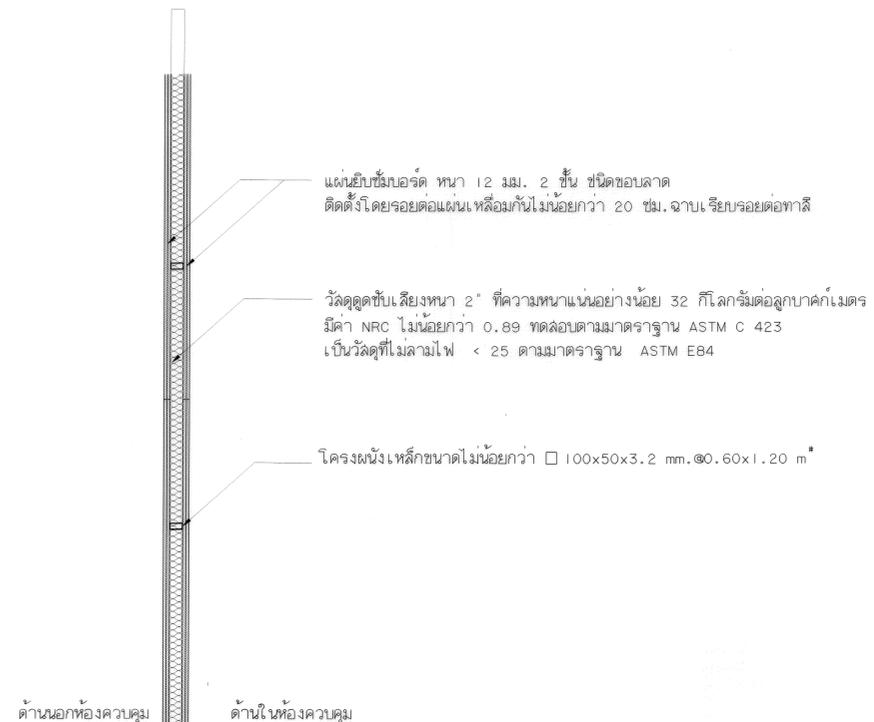 แผ่นยิบซั่มบอร์ด หนา 12 มม. 2 ชั้น ชนิดขอบลาด
ติดตั้งโดยรอยต่อแผ่นเหลื่อมกันไม่น้อยกว่า 20 ซม.ฉาบเรียบรอยต่อทาสี
วัสดุดูดซับเสียงหนา 2" ที่ความหนาแน่นอย่างน้อย 32 กิโลกรัมต่อลูกบาศก์เมตร
มีค่า NRC ไม่น้อยกว่า 0.89 ทดสอบตามมาตราฐาน ASTM C 423
เป็นวัสดุที่ไม่ลามไฟ < 25 ตามมาตราฐาน ASTM E84
โครงผนังเหล็กขนาดไม่น้อยกว่า □ 100x50x3.2 mm.@0.60x1.20 m
ด้านนอกห้องควบคุม
ด้านในห้องควบคุม